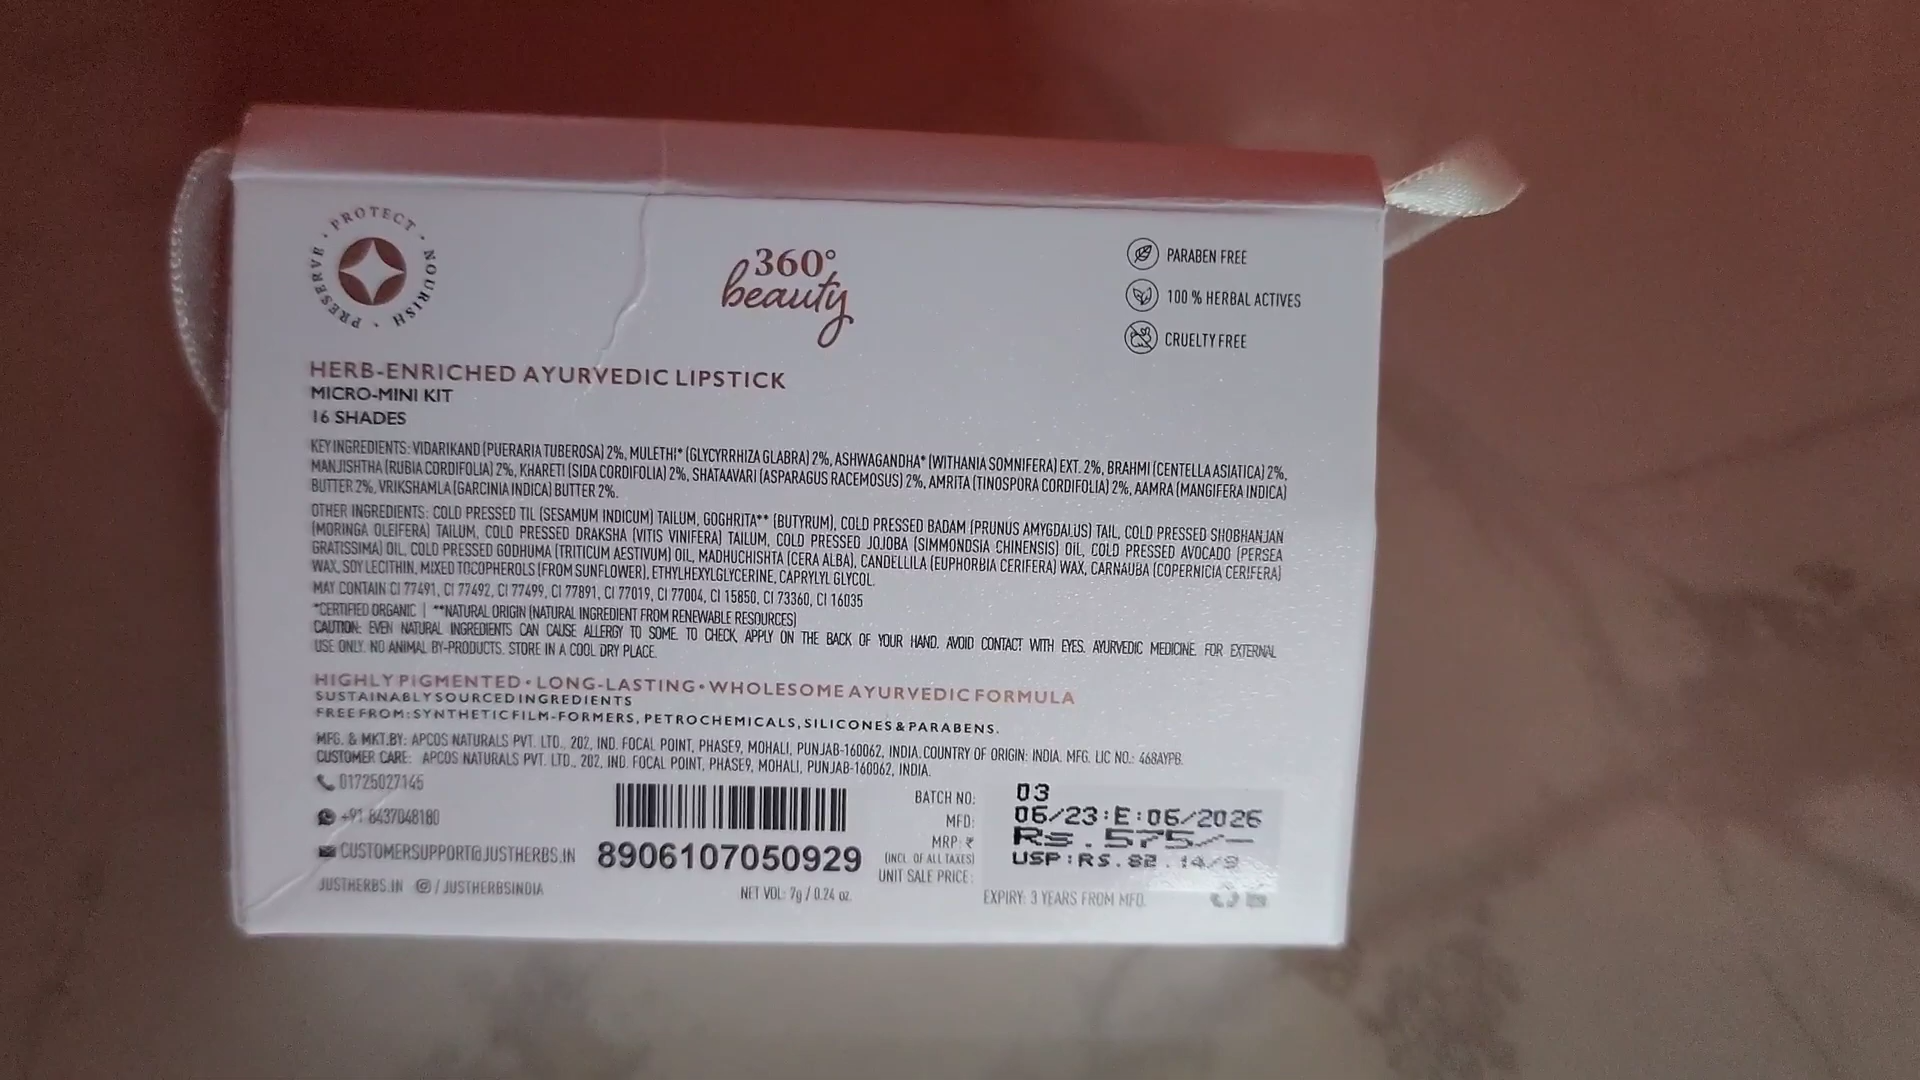 PRESERVE · PROTECT · NOURISH ·
360°
beauty
PARABEN FREE
100 % HERBAL ACTIVES
CRUELTY FREE
HERB-ENRICHED AYURVEDIC LIPSTICK
MICRO-MINI KIT
16 SHADES
KEY INGREDIENTS: VIDARIKAND (PUERARIA TUBEROSA) 2%, MULETHI* (GLYCYRRHIZA GLABRA) 2%, ASHWAGANDHA* (WITHANIA SOMNIFERA) EXT. 2%, BRAHMI (CENTELLA ASIATICA) 2%,
MANJISHTHA (RUBIA CORDIFOLIA) 2%, KHARETI (SIDA CORDIFOLIA) 2%, SHATAAVARI (ASPARAGUS RACEMOSUS) 2%, AMRITA (TINOSPORA CORDIFOLIA) 2%, AAMRA (MANGIFERA INDICA)
BUTTER 2%, VRIKSHAMLA (GARCINIA INDICA) BUTTER 2%.
OTHER INGREDIENTS: COLD PRESSED TIL (SESAMUM INDICUM) TAILUM, GOGHRITA** (BUTYRUM), COLD PRESSED BADAM (PRUNUS AMYGDALUS) TAIL, COLD PRESSED SHOBHANJAN
(MORINGA OLEIFERA) TAILUM, COLD PRESSED DRAKSHA (VITIS VINIFERA) TAILUM, COLD PRESSED JOJOBA (SIMMONDSIA CHINENSIS) OIL, COLD PRESSED AVOCADO (PERSEA
GRATISSIMA) OIL, COLD PRESSED GODHUMA (TRITICUM AESTIVUM) OIL, MADHUCHISHTA (CERA ALBA), CANDELLILA (EUPHORBIA CERIFERA) WAX, CARNAUBA (COPERNICIA CERIFERA)
WAX, SOY LECITHIN, MIXED TOCOPHEROLS (FROM SUNFLOWER), ETHYLHEXYLGLYCERINE, CAPRYLYL GLYCOL.
MAY CONTAIN CI 77491, CI 77492, CI 77499, CI 77891, CI 77019, CI 77004, CI 15850, CI 73360, CI 16035
*CERTIFIED ORGANIC | **NATURAL ORIGIN (NATURAL INGREDIENT FROM RENEWABLE RESOURCES)
CAUTION: EVEN NATURAL INGREDIENTS CAN CAUSE ALLERGY TO SOME. TO CHECK, APPLY ON THE BACK OF YOUR HAND. AVOID CONTACT WITH EYES. AYURVEDIC MEDICINE. FOR EXTERNAL
USE ONLY. NO ANIMAL BY-PRODUCTS. STORE IN A COOL DRY PLACE.
HIGHLY PIGMENTED • LONG-LASTING • WHOLESOME AYURVEDIC FORMULA
SUSTAINABLY SOURCED INGREDIENTS
FREE FROM: SYNTHETIC FILM-FORMERS, PETROCHEMICALS, SILICONES & PARABENS.
MFG. & MKT.BY: APCOS NATURALS PVT. LTD., 202, IND. FOCAL POINT, PHASE9, MOHALI, PUNJAB-160062, INDIA. COUNTRY OF ORIGIN: INDIA. MFG. LIC NO.: 468AYPB.
CUSTOMER CARE: APCOS NATURALS PVT. LTD., 202, IND. FOCAL POINT, PHASE9, MOHALI, PUNJAB-160062, INDIA.
01725027145
+91 8437048180
CUSTOMERSUPPORT@JUSTHERBS.IN
JUSTHERBS.IN / JUSTHERBSINDIA
8906107050929
NET VOL: 7g / 0.24 oz.
BATCH NO: 03
MFD: 06/23:E:06/2026
MRP: ₹ Rs.575/-
(INCL. OF ALL TAXES)
UNIT SALE PRICE: USP:RS.82.14/g
EXPIRY: 3 YEARS FROM MFD.